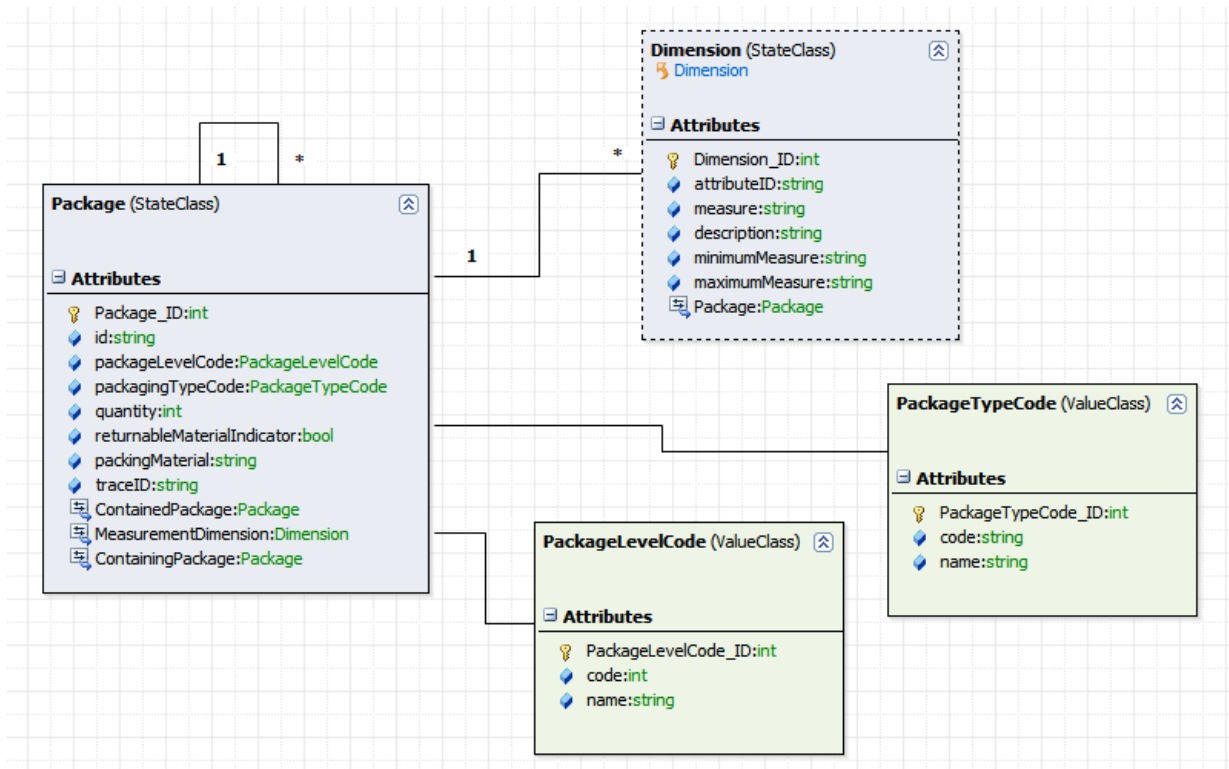 Dimension (StateClass)
Dimension
Attributes
Dimension_ID:int
attributeID:string
measure:string
description:string
minimumMeasure:string
maximumMeasure:string
Package:Package
1
*
*
1
Package (StateClass)
Attributes
Package_ID:int
id:string
packageLevelCode:PackageLevelCode
packagingTypeCode:PackageTypeCode
quantity:int
returnableMaterialIndicator:bool
packingMaterial:string
traceID:string
ContainedPackage:Package
MeasurementDimension:Dimension
ContainingPackage:Package
PackageTypeCode (ValueClass)
Attributes
PackageTypeCode_ID:int
code:string
name:string
PackageLevelCode (ValueClass)
Attributes
PackageLevelCode_ID:int
code:int
name:string